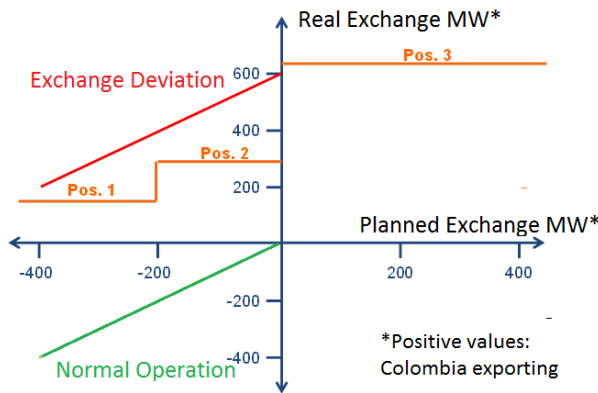 Real Exchange MW*
Pos. 3
600
Exchange Deviation
400
Pos. 2
Pos. 1
200
Planned Exchange MW*
-400
-200
200
400
-200
-400
*Positive values:
Colombia exporting
Normal Operation